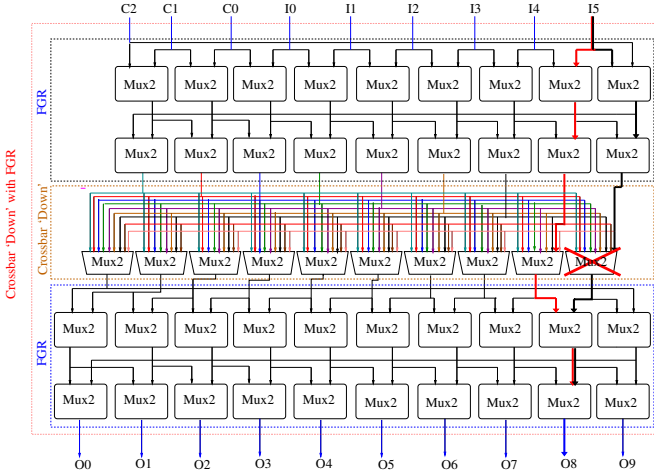 C2 C1 C0 I0 I1 I2 I3 I4 I5
Mux2 Mux2 Mux2 Mux2 Mux2 Mux2 Mux2 Mux2 Mux2
FGR
Mux2 Mux2 Mux2 Mux2 Mux2 Mux2 Mux2 Mux2 Mux2
Crossbar 'Down' with FGR
Crossbar 'Down'
Mux2 Mux2 Mux2 Mux2 Mux2 Mux2 Mux2 Mux2 Mux2 Mux2
Mux2 Mux2 Mux2 Mux2 Mux2 Mux2 Mux2 Mux2 Mux2 Mux2
FGR
Mux2 Mux2 Mux2 Mux2 Mux2 Mux2 Mux2 Mux2 Mux2 Mux2
O0 O1 O2 O3 O4 O5 O6 O7 O8 O9